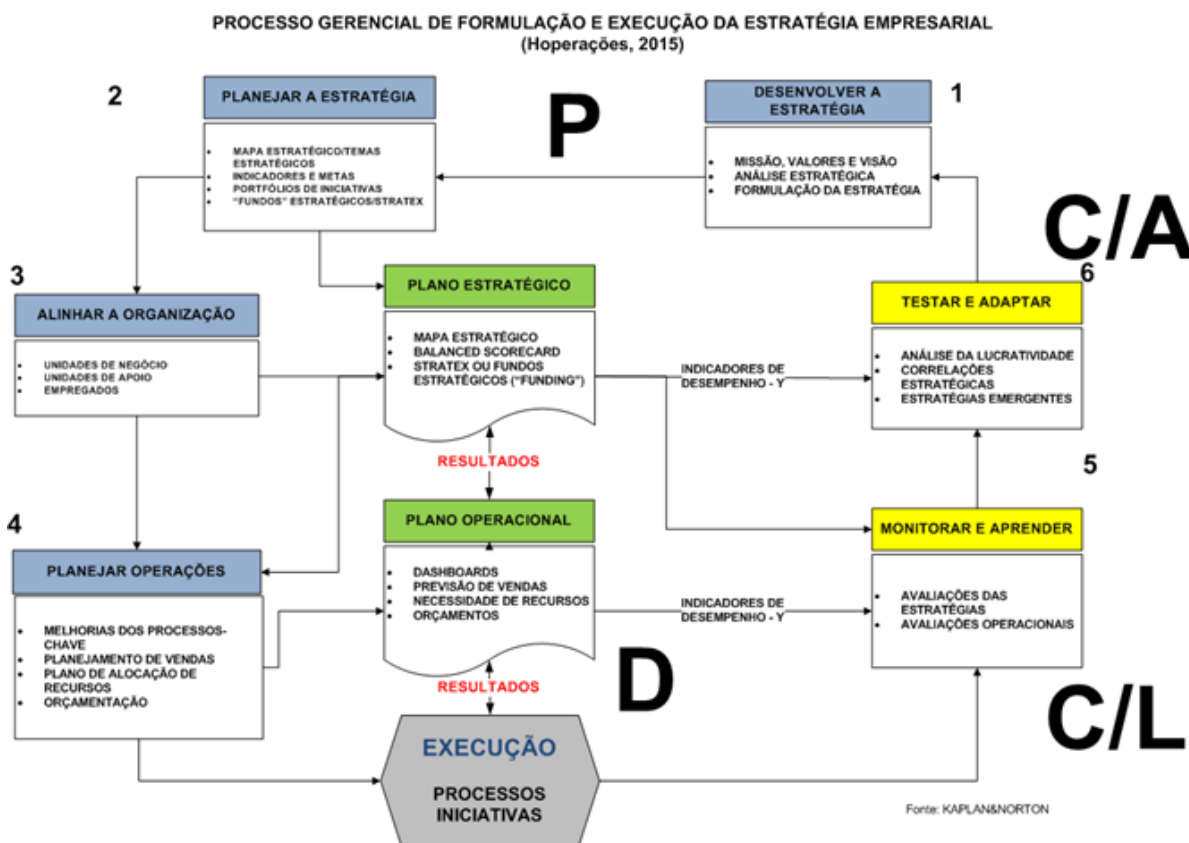 PROCESSO GERENCIAL DE FORMULAÇÃO E EXECUÇÃO DA ESTRATÉGIA EMPRESARIAL
(Hoperações, 2015)
2
PLANEJAR A ESTRATÉGIA
• MAPA ESTRATÉGICO/TEMAS
ESTRATÉGICOS
• INDICADORES E METAS
• PORTFÓLIOS DE INICIATIVAS
• “FUNDOS” ESTRATÉGICOS/STRATEX
P
1
DESENVOLVER A
ESTRATÉGIA
• MISSÃO, VALORES E VISÃO
• ANÁLISE ESTRATÉGICA
• FORMULAÇÃO DA ESTRATÉGIA
C/A
3
ALINHAR A ORGANIZAÇÃO
• UNIDADES DE NEGÓCIO
• UNIDADES DE APOIO
• EMPREGADOS
PLANO ESTRATÉGICO
• MAPA ESTRATÉGICO
• BALANCED SCORECARD
• STRATEX OU FUNDOS
ESTRATÉGICOS (“FUNDING”)
INDICADORES DE
DESEMPENHO - Y
6
TESTAR E ADAPTAR
• ANÁLISE DA LUCRATIVIDADE
• CORRELAÇÕES
ESTRATÉGICAS
• ESTRATÉGIAS EMERGENTES
RESULTADOS
4
PLANEJAR OPERAÇÕES
• MELHORIAS DOS PROCESSOS-
CHAVE
• PLANEJAMENTO DE VENDAS
• PLANO DE ALOCAÇÃO DE
RECURSOS
• ORÇAMENTAÇÃO
PLANO OPERACIONAL
• DASHBOARDS
• PREVISÃO DE VENDAS
• NECESSIDADE DE RECURSOS
• ORÇAMENTOS
INDICADORES DE
DESEMPENHO - Y
5
MONITORAR E APRENDER
• AVALIAÇÕES DAS
ESTRATÉGIAS
• AVALIAÇÕES OPERACIONAIS
D
RESULTADOS
C/L
EXECUÇÃO
PROCESSOS
INICIATIVAS
Fonte: KAPLAN&NORTON